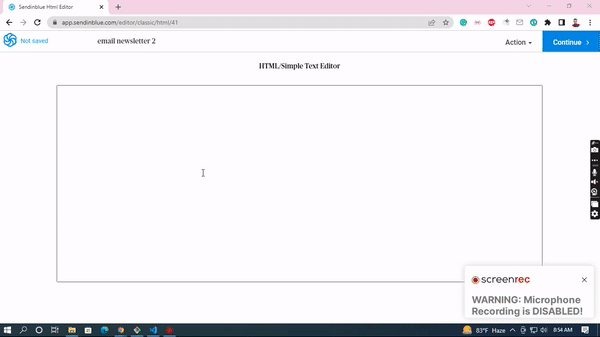 Sendinblue Html Editor
app.sendinblue.com/editor/classic/html/41
Not saved
email newsletter 2
Action
Continue
HTML/Simple Text Editor
screenrec
WARNING: Microphone
Recording is DISABLED!
83°F Haze
8:54 AM